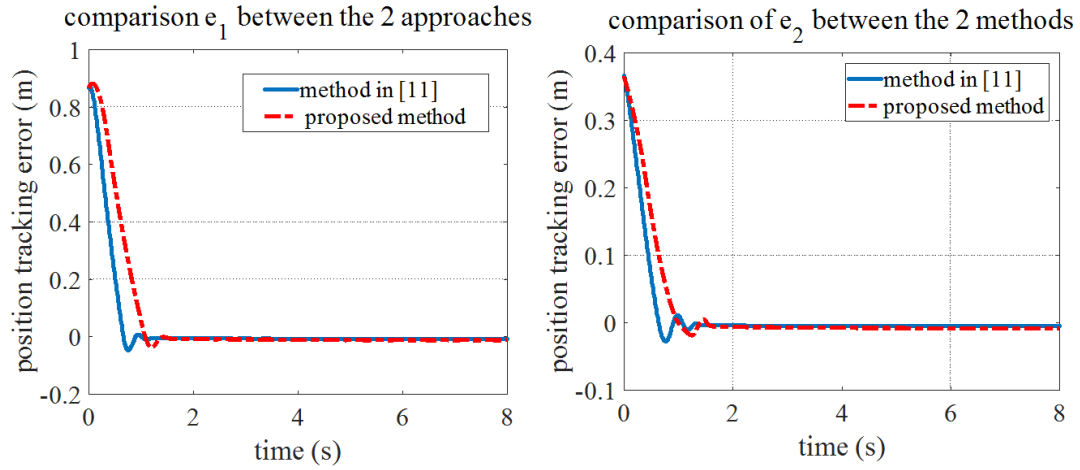 comparison e1 between the 2 approaches
position tracking error (m)
1
0.8
0.6
0.4
0.2
0
-0.2
method in [11]
proposed method
0 2 4 6 8
time (s)
comparison of e2 between the 2 methods
position tracking error (m)
0.4
0.3
0.2
0.1
0
-0.1
method in [11]
proposed method
0 2 4 6 8
time (s)